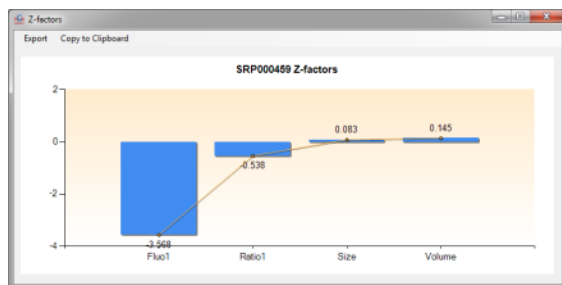 Z-factors
Export Copy to Clipboard
SRP000459 Z-factors
2
0
-2
-4
-3.568
-0.538
0.083
0.145
Fluo1 Ratio1 Size Volume